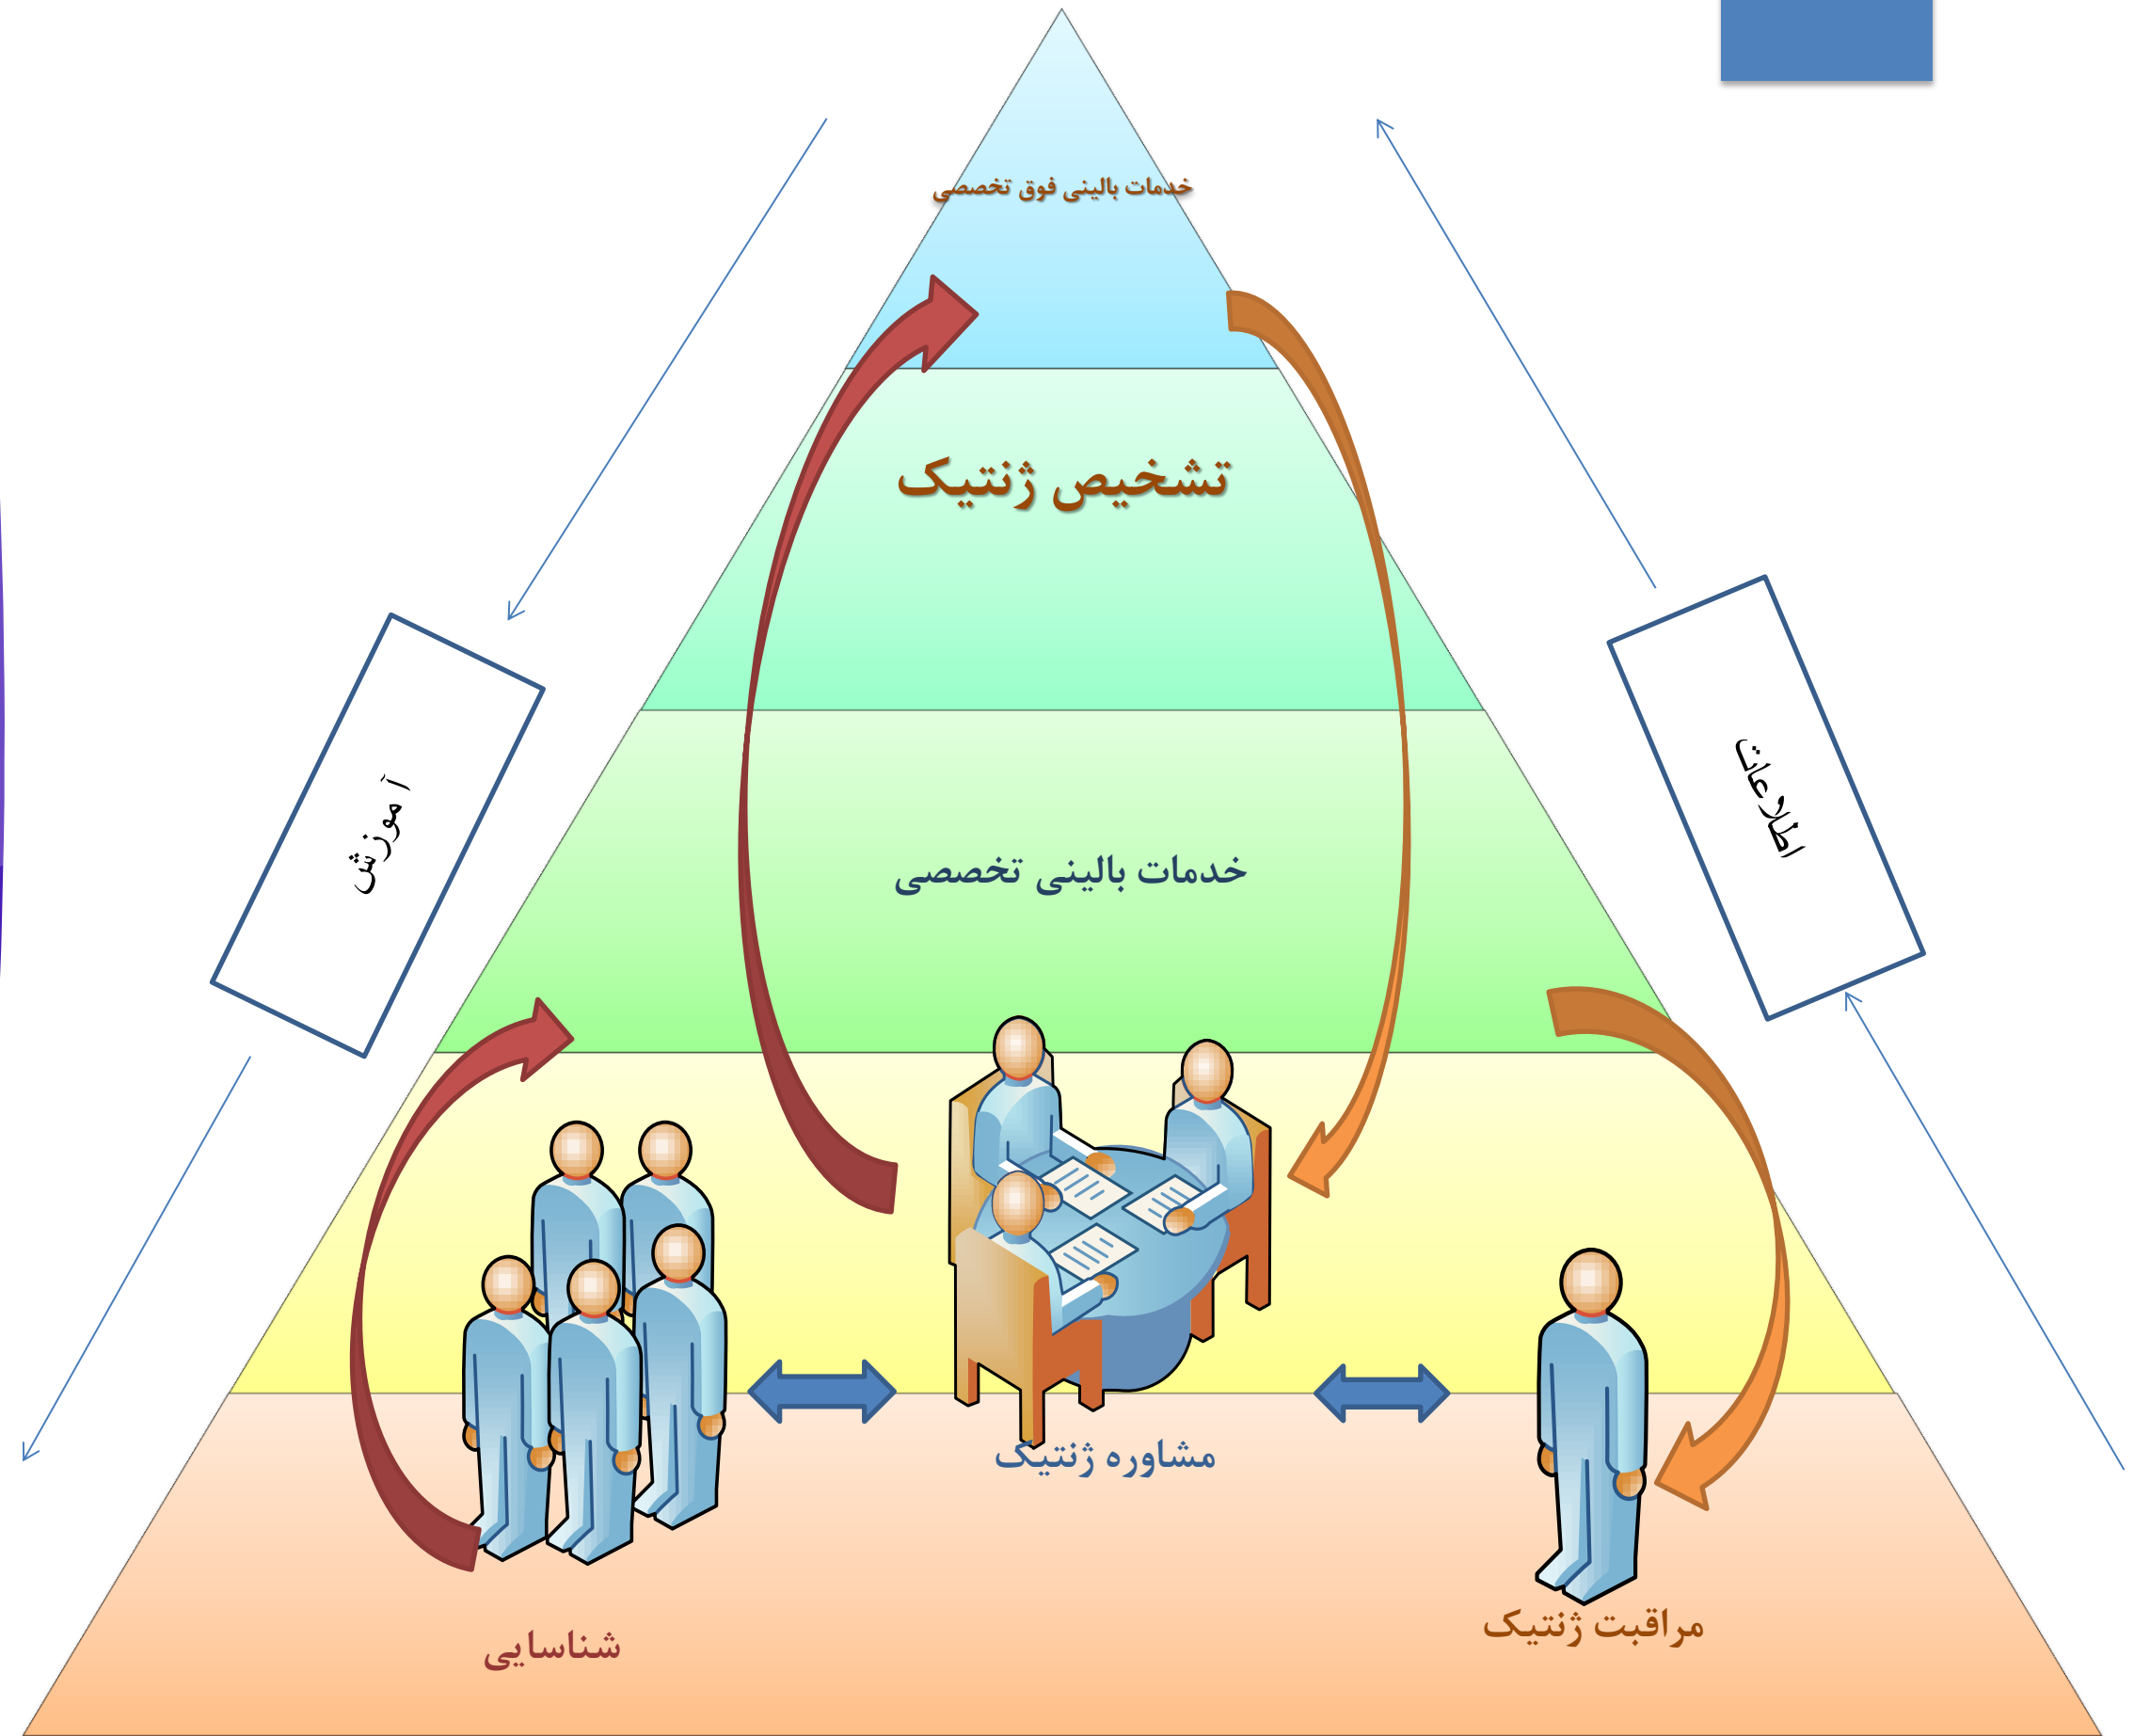 خدمات بالینی فوق تخصصی
تشخیص ژنتیک
خدمات بالینی تخصصی
آموزش
اطلاعات
مشاوره ژنتیک
مراقبت ژنتیک
شناسایی